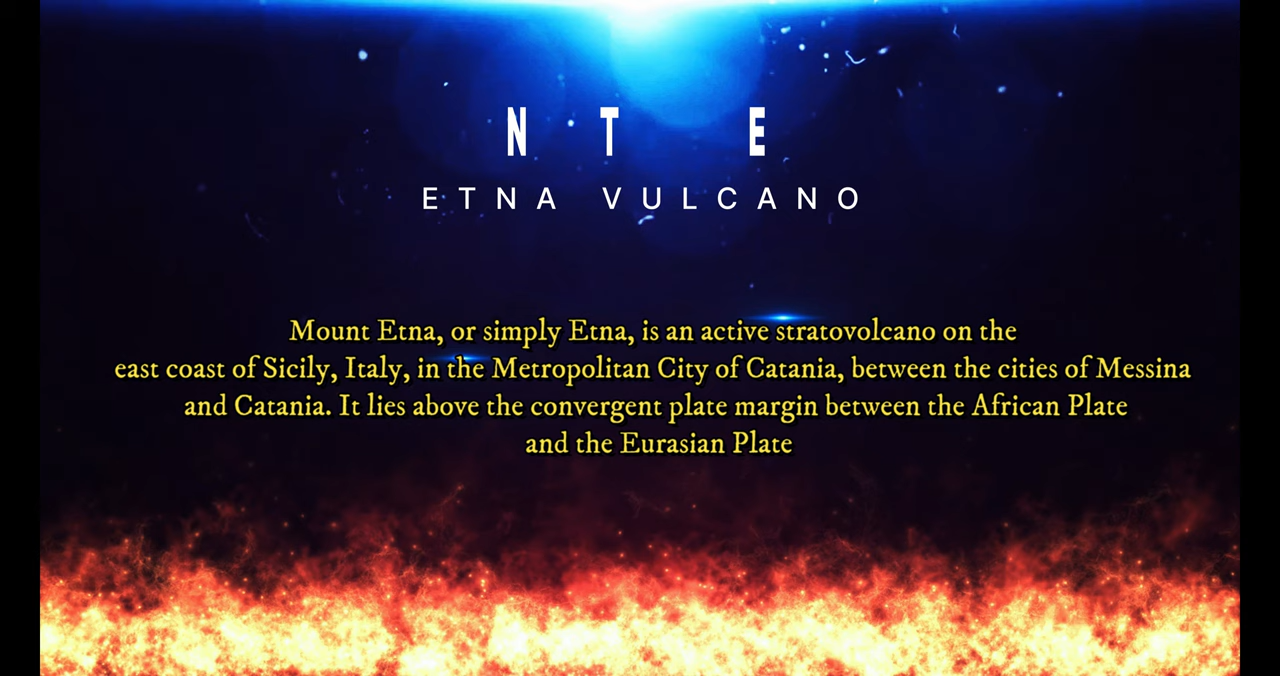 N T E
ETNA VULCANO
Mount Etna, or simply Etna, is an active stratovolcano on the
east coast of Sicily, Italy, in the Metropolitan City of Catania, between the cities of Messina
and Catania. It lies above the convergent plate margin between the African Plate
and the Eurasian Plate